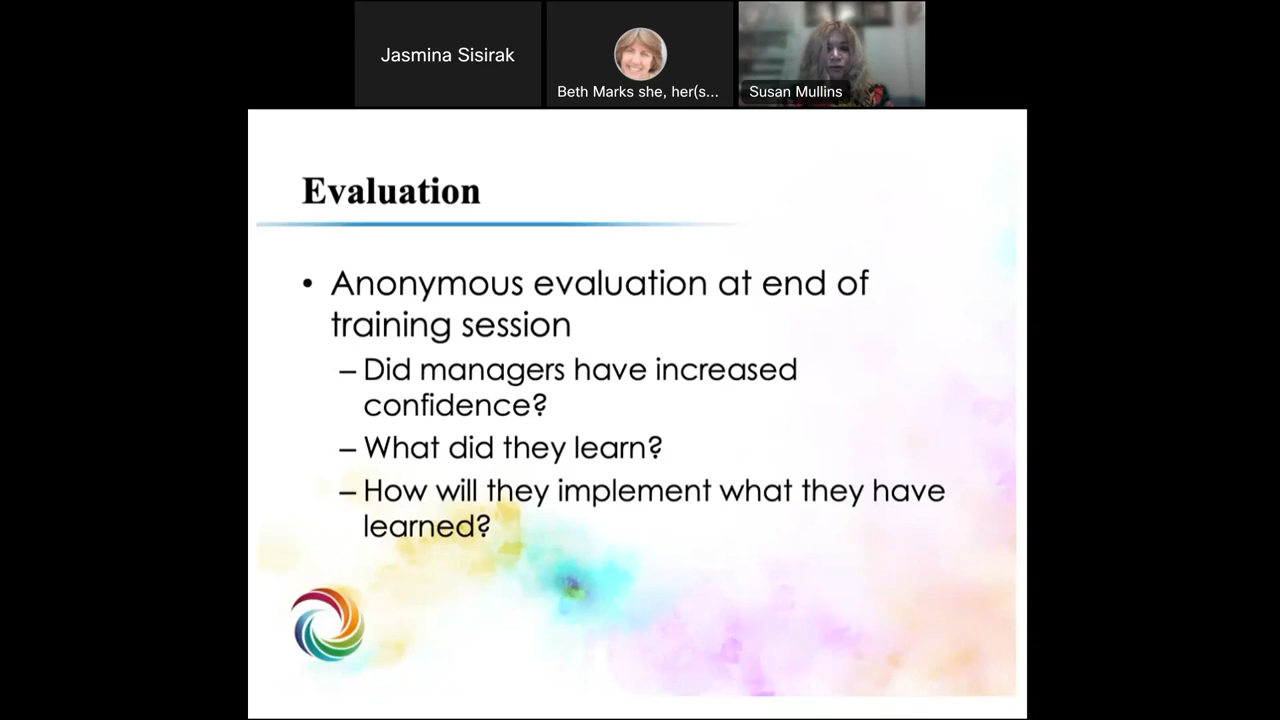 Jasmina Sisirak
Beth Marks she, her(s...
Susan Mullins
Evaluation
• Anonymous evaluation at end of
training session
– Did managers have increased
confidence?
– What did they learn?
– How will they implement what they have
learned?